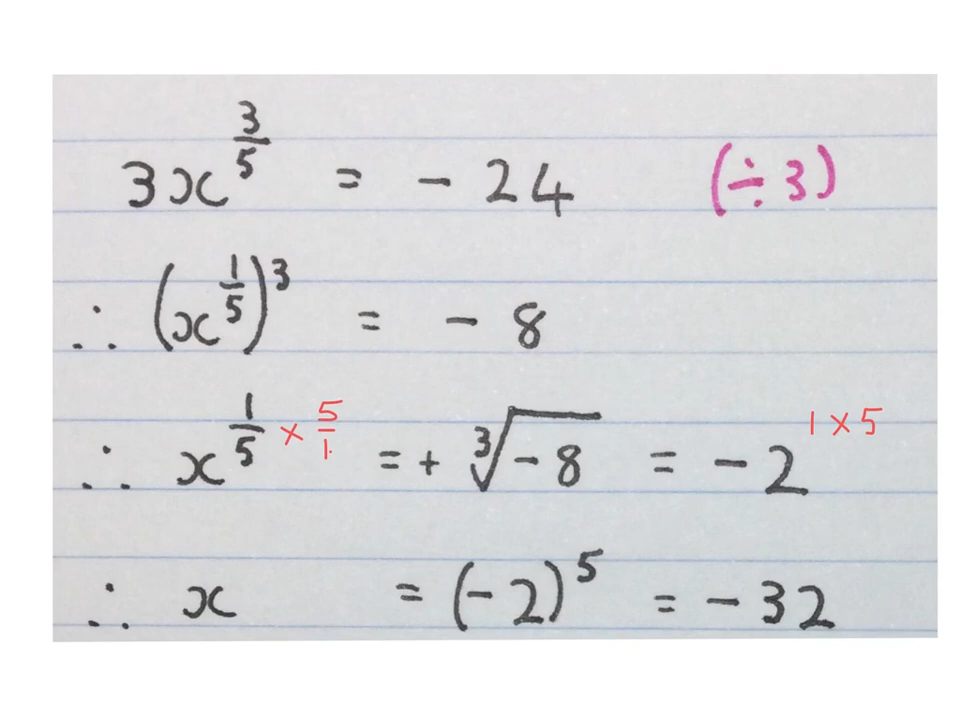 3x^(3/5) = - 24 (÷3)
∴ (x^(1/5))^3 = - 8
∴ x^(1/5 × 5/1) = + ∛-8 = - 2^(1 × 5)
∴ x = (-2)^5 = - 32